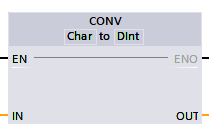 CONV
Char to DInt
EN ENO
IN OUT